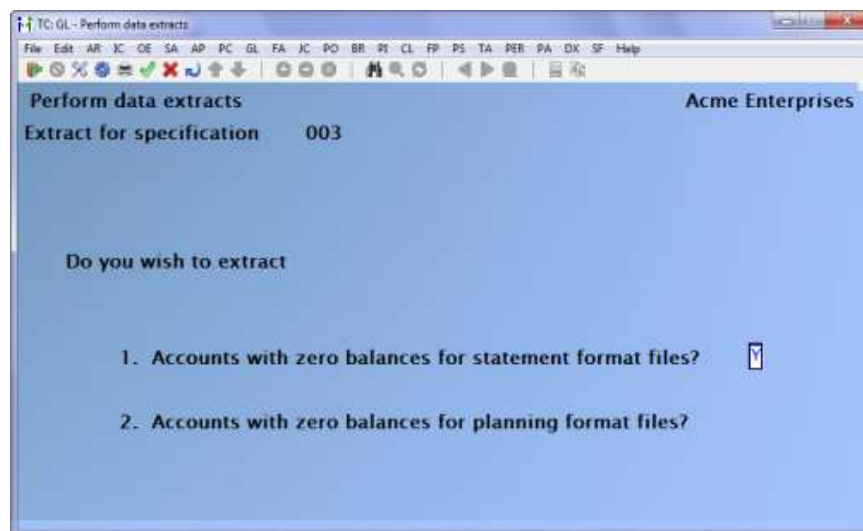 TC: GL - Perform data extracts
File Edit AR IC OE SA AP PC GL FA JC PO BR PI CL FP PS TA PER PA DX SF Help
Perform data extracts Acme Enterprises
Extract for specification 003
Do you wish to extract
1. Accounts with zero balances for statement format files? Y
2. Accounts with zero balances for planning format files?